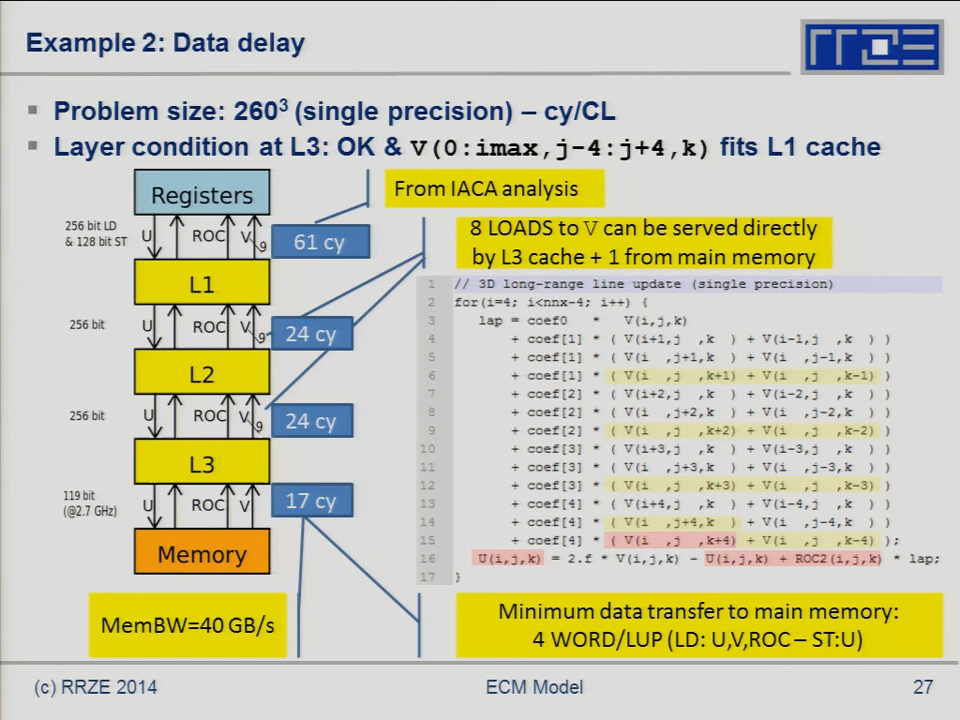 Example 2: Data delay
RRZE
Problem size: 260³ (single precision) – cy/CL
Layer condition at L3: OK & V(0:imax,j-4:j+4,k) fits L1 cache
Registers
From IACA analysis
256 bit LD
& 128 bit ST
U
ROC
V
9
61 cy
8 LOADS to V can be served directly
by L3 cache + 1 from main memory
L1
256 bit
U
ROC
V
9
24 cy
L2
256 bit
U
ROC
V
9
24 cy
L3
119 bit
(@2.7 GHz)
U
ROC
V
17 cy
Memory
1 // 3D long-range line update (single precision)
2 for(i=4; i<nnx-4; i++) {
3 lap = coef0 * V(i,j,k)
4 + coef[1] * ( V(i+1,j ,k ) + V(i-1,j ,k ) )
5 + coef[1] * ( V(i ,j+1,k ) + V(i ,j-1,k ) )
6 + coef[1] * ( V(i ,j ,k+1) + V(i ,j ,k-1) )
7 + coef[2] * ( V(i+2,j ,k ) + V(i-2,j ,k ) )
8 + coef[2] * ( V(i ,j+2,k ) + V(i ,j-2,k ) )
9 + coef[2] * ( V(i ,j ,k+2) + V(i ,j ,k-2) )
10 + coef[3] * ( V(i+3,j ,k ) + V(i-3,j ,k ) )
11 + coef[3] * ( V(i ,j+3,k ) + V(i ,j-3,k ) )
12 + coef[3] * ( V(i ,j ,k+3) + V(i ,j ,k-3) )
13 + coef[4] * ( V(i+4,j ,k ) + V(i-4,j ,k ) )
14 + coef[4] * ( V(i ,j+4,k ) + V(i ,j-4,k ) )
15 + coef[4] * ( V(i ,j ,k+4) + V(i ,j ,k-4) );
16 U(i,j,k) = 2.f * V(i,j,k) - U(i,j,k) + ROC2(i,j,k) * lap;
17 }
MemBW=40 GB/s
Minimum data transfer to main memory:
4 WORD/LUP (LD: U,V,ROC – ST:U)
(c) RRZE 2014
ECM Model
27